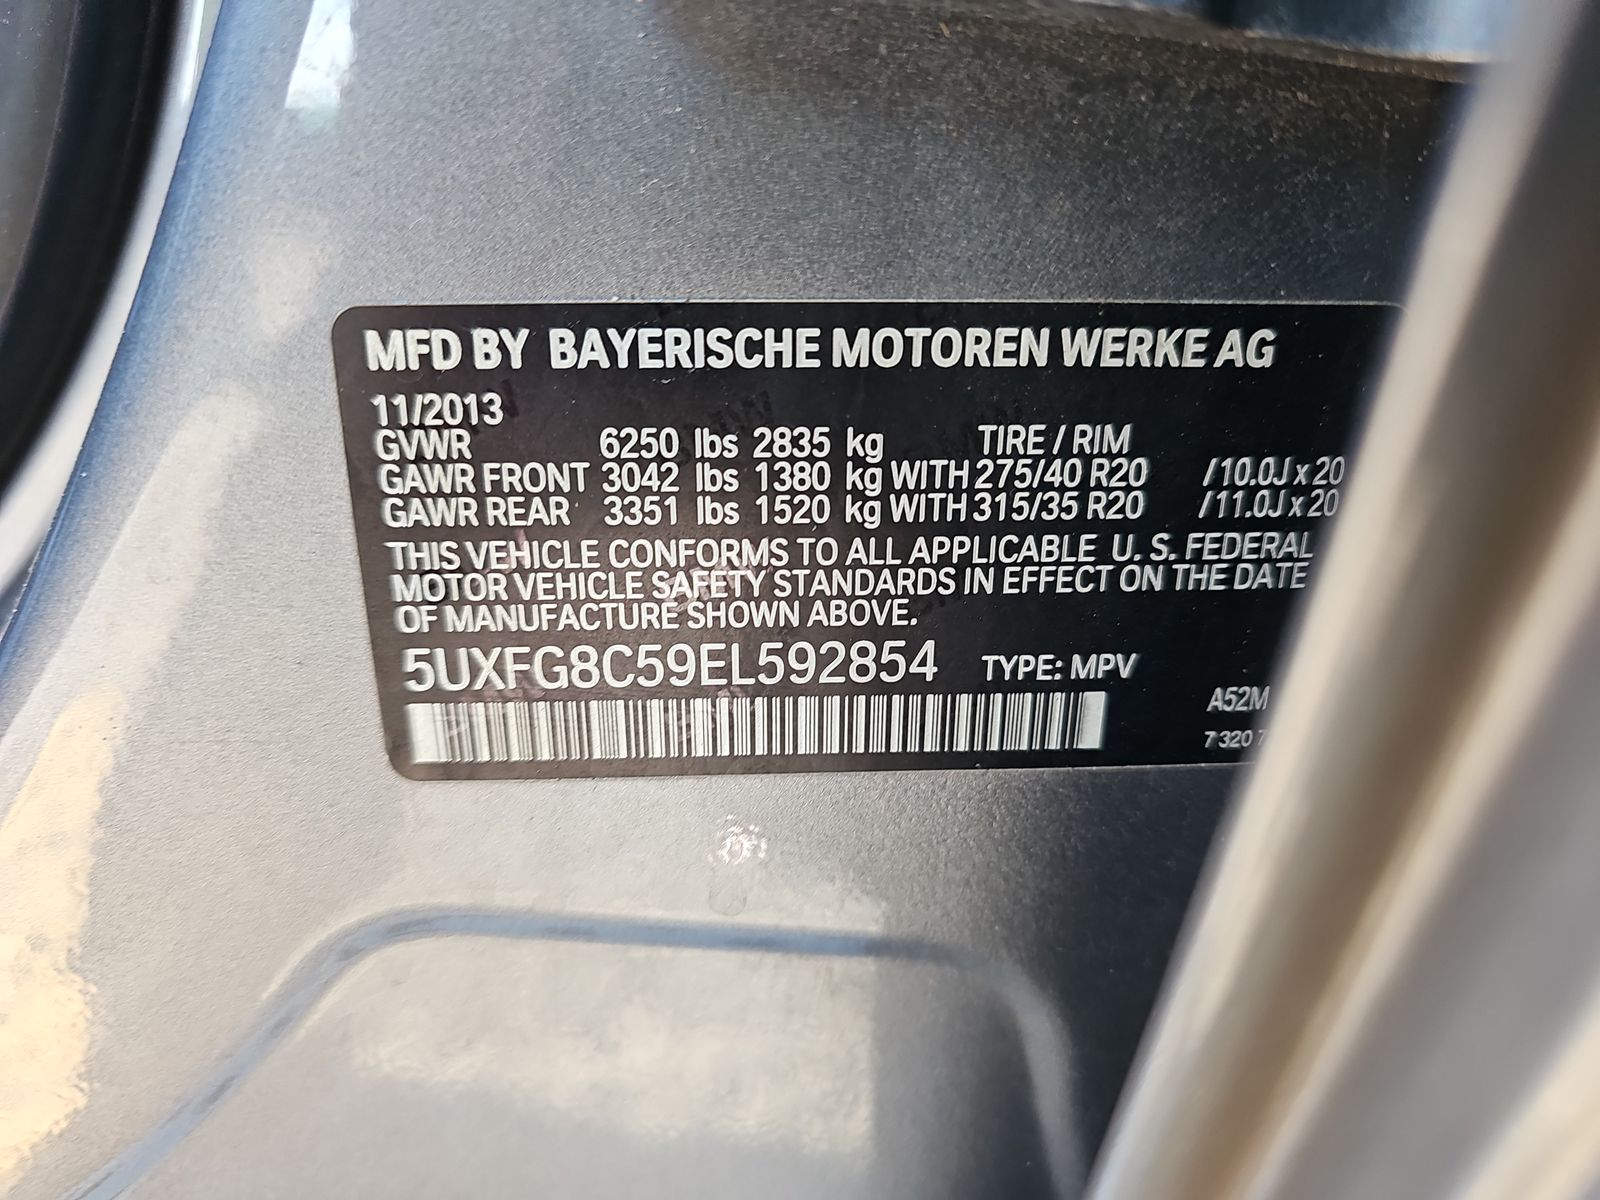 MFD BY BAYERISCHE MOTOREN WERKE AG
11/2013
GVWR 6250 lbs 2835 kg TIRE / RIM
GAWR FRONT 3042 lbs 1380 kg WITH 275/40 R20 /10.0J x 20
GAWR REAR 3351 lbs 1520 kg WITH 315/35 R20 /11.0J x 20
THIS VEHICLE CONFORMS TO ALL APPLICABLE U. S. FEDERAL
MOTOR VEHICLE SAFETY STANDARDS IN EFFECT ON THE DATE
OF MANUFACTURE SHOWN ABOVE.
5UXFG8C59EL592854 TYPE: MPV
A52M
7 320 7